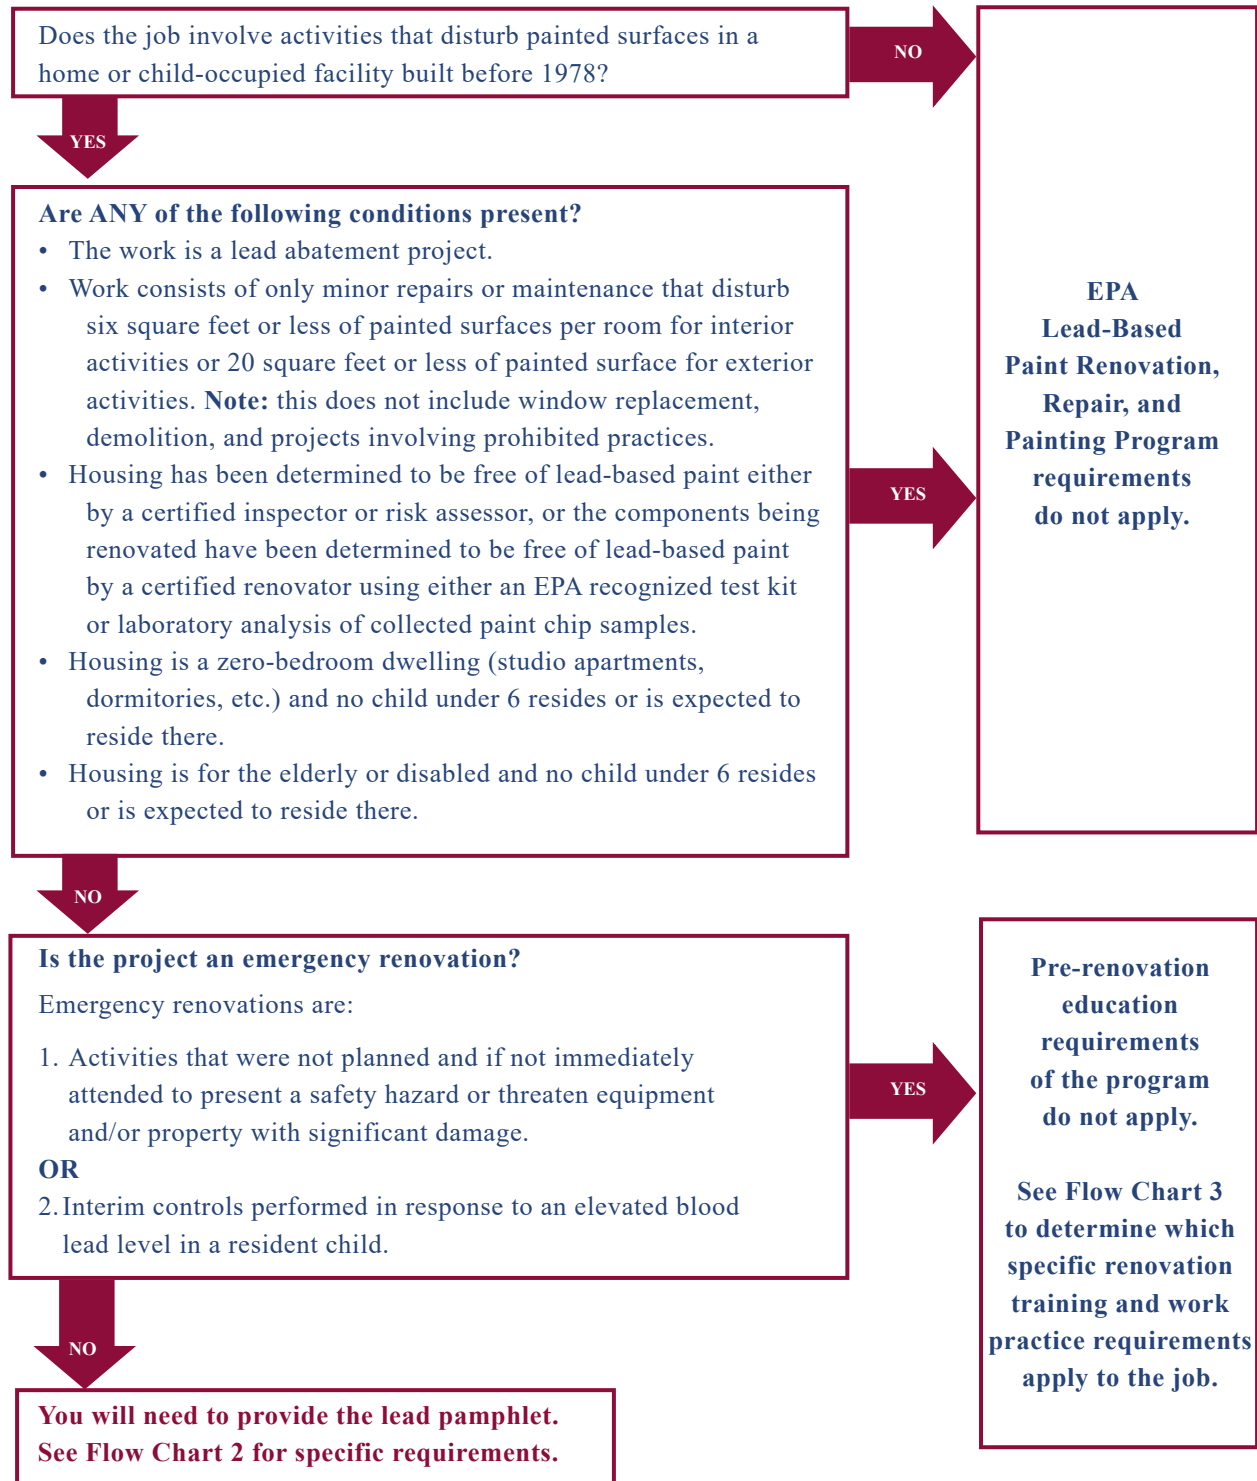 Does the job involve activities that disturb painted surfaces in a
home or child-occupied facility built before 1978?
NO
YES
Are ANY of the following conditions present?
• The work is a lead abatement project.
• Work consists of only minor repairs or maintenance that disturb
six square feet or less of painted surfaces per room for interior
activities or 20 square feet or less of painted surface for exterior
activities. Note: this does not include window replacement,
demolition, and projects involving prohibited practices.
• Housing has been determined to be free of lead-based paint either
by a certified inspector or risk assessor, or the components being
renovated have been determined to be free of lead-based paint
by a certified renovator using either an EPA recognized test kit
or laboratory analysis of collected paint chip samples.
• Housing is a zero-bedroom dwelling (studio apartments,
dormitories, etc.) and no child under 6 resides or is expected to
reside there.
• Housing is for the elderly or disabled and no child under 6 resides
or is expected to reside there.
YES
EPA
Lead-Based
Paint Renovation,
Repair, and
Painting Program
requirements
do not apply.
NO
Is the project an emergency renovation?
Emergency renovations are:
1. Activities that were not planned and if not immediately
attended to present a safety hazard or threaten equipment
and/or property with significant damage.
OR
2. Interim controls performed in response to an elevated blood
lead level in a resident child.
YES
Pre-renovation
education
requirements
of the program
do not apply.
See Flow Chart 3
to determine which
specific renovation
training and work
practice requirements
apply to the job.
NO
You will need to provide the lead pamphlet.
See Flow Chart 2 for specific requirements.